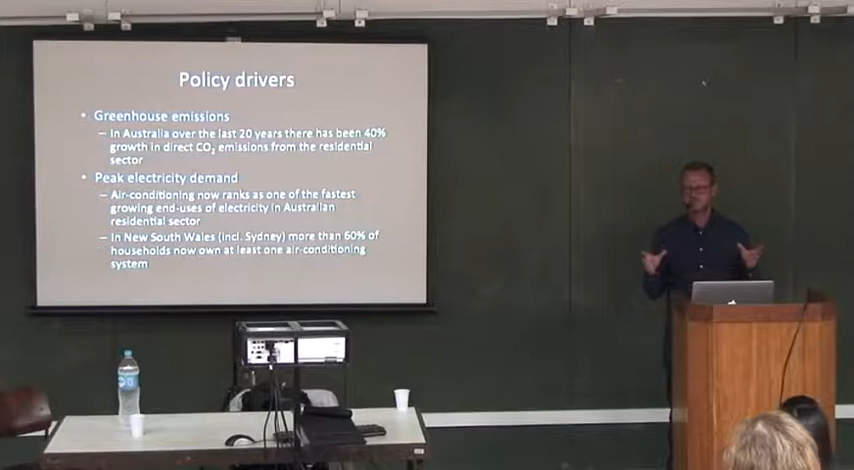 Policy drivers
• Greenhouse emissions
– In Australia over the last 20 years there has been 40%
growth in direct CO₂ emissions from the residential
sector
• Peak electricity demand
– Air-conditioning now ranks as one of the fastest
growing end-uses of electricity in Australian
residential sector
– In New South Wales (incl. Sydney) more than 60% of
households now own at least one air-conditioning
system